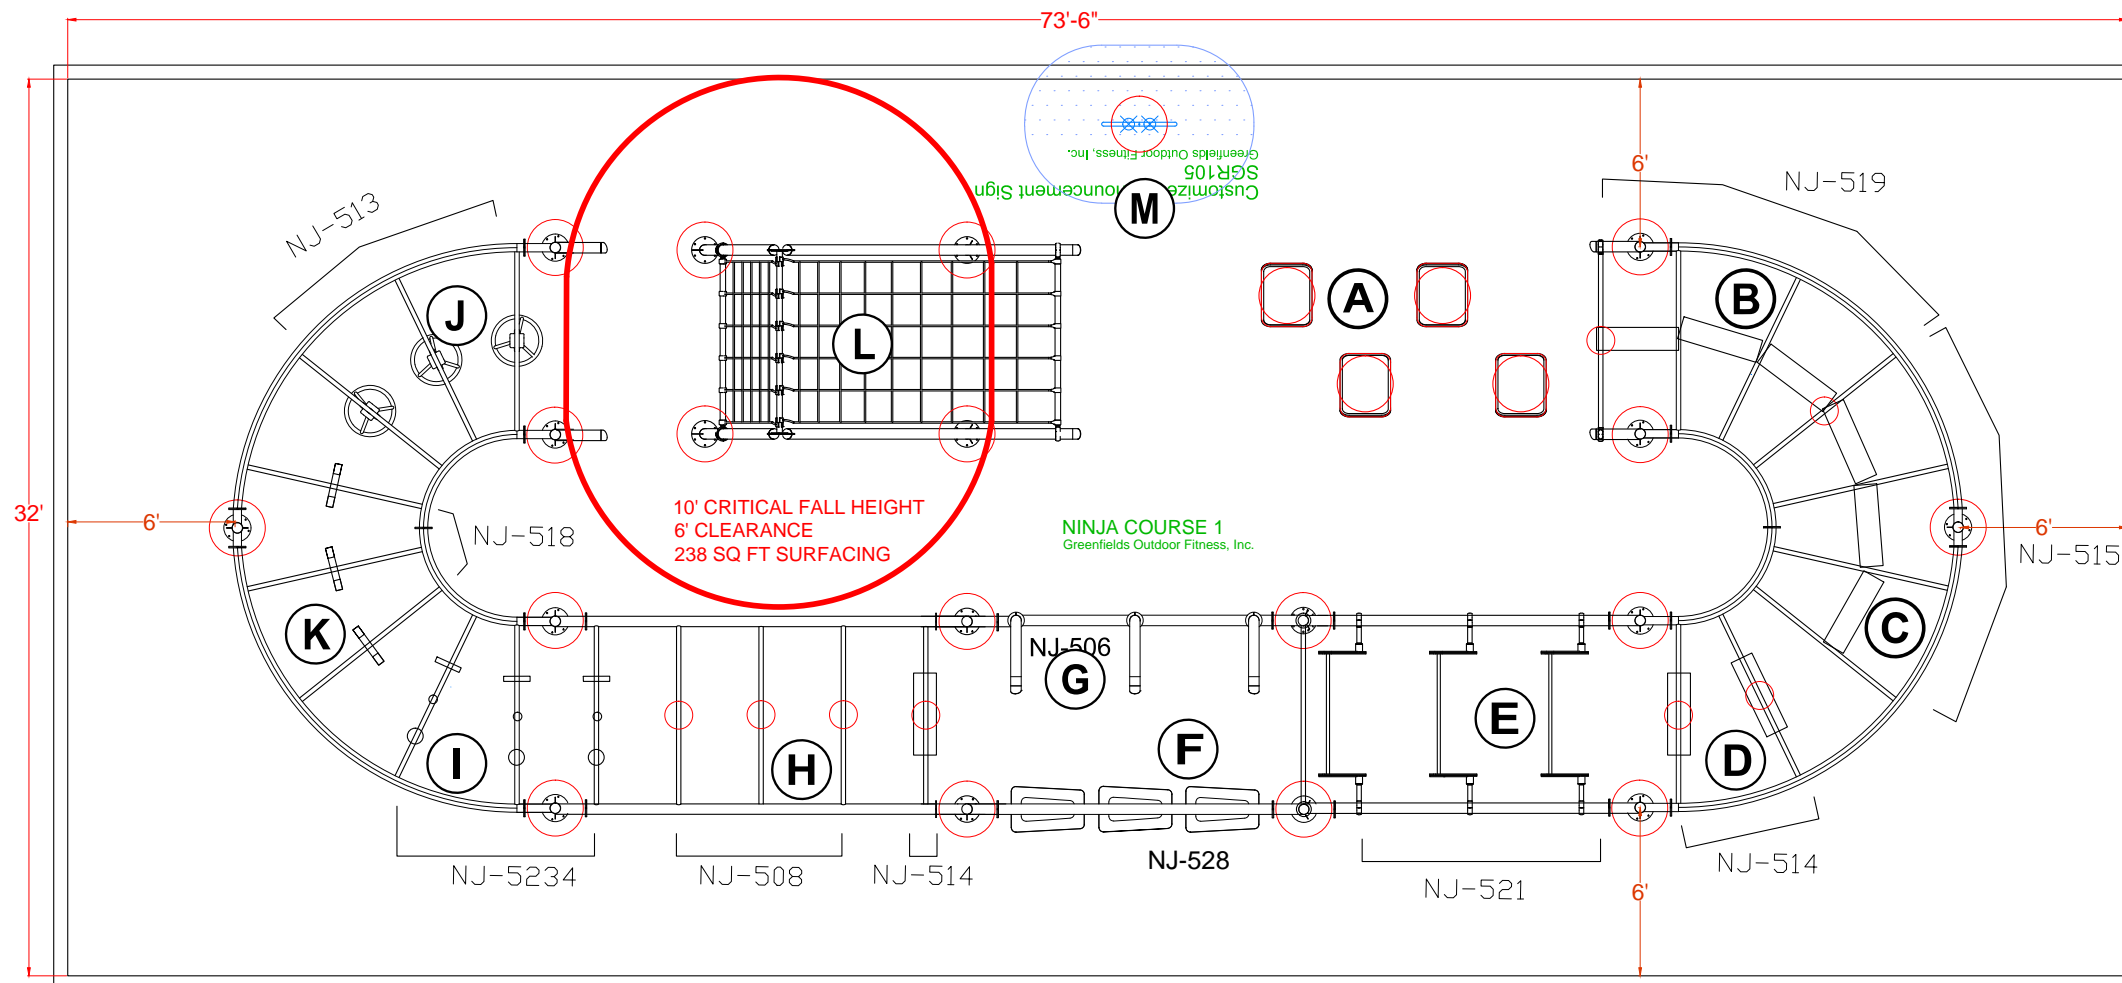 73'-6"
Greenfields Outdoor Fitness, Inc.
SGR105
Customize ouncement Sign
M
6'
NJ-519
NJ-513
A
B
J
L
32'
6'
NJ-518
10' CRITICAL FALL HEIGHT
6' CLEARANCE
238 SQ FT SURFACING
NINJA COURSE 1
Greenfields Outdoor Fitness, Inc.
6'
NJ-515
K
C
NJ-506
G
I
H
F
E
D
NJ-5234
NJ-508
NJ-514
NJ-528
NJ-521
NJ-514
6'